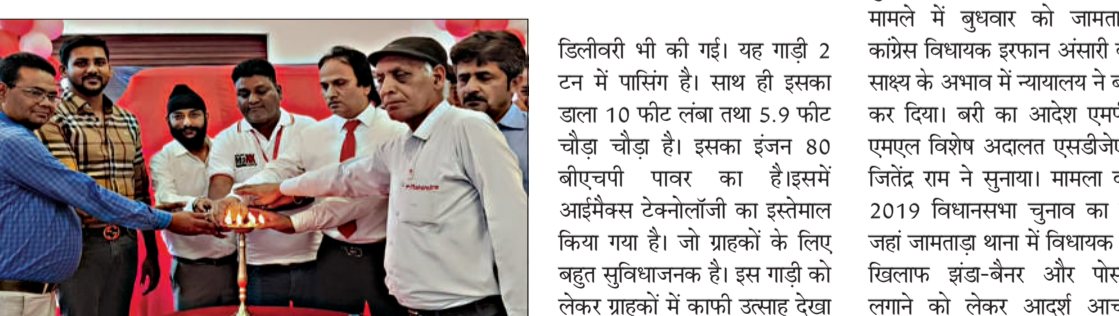 डिलीवरी भी की गई। यह गाड़ी 2
टन में पासिंग है। साथ ही इसका
डाला 10 फीट लंबा तथा 5.9 फीट
चौड़ा चौड़ा है। इसका इंजन 80
बीएचपी पावर का है।इसमें
आईमैक्स टेक्नोलॉजी का इस्तेमाल
किया गया है। जो ग्राहकों के लिए
बहुत सुविधाजनक है। इस गाड़ी को
लेकर ग्राहकों में काफी उत्साह देखा
मामले में बुधवार को
कांग्रेस विधायक इरफान अंसारी
साक्ष्य के अभाव में न्यायालय ने
कर दिया। बरी का आदेश
एमएल विशेष अदालत
जितेंद्र राम ने सुनाया। मामला
2019 विधानसभा चुनाव का
जहां जामताड़ा थाना में विधायक
खिलाफ झंडा-बैनर और
लगाने को लेकर आदर्श